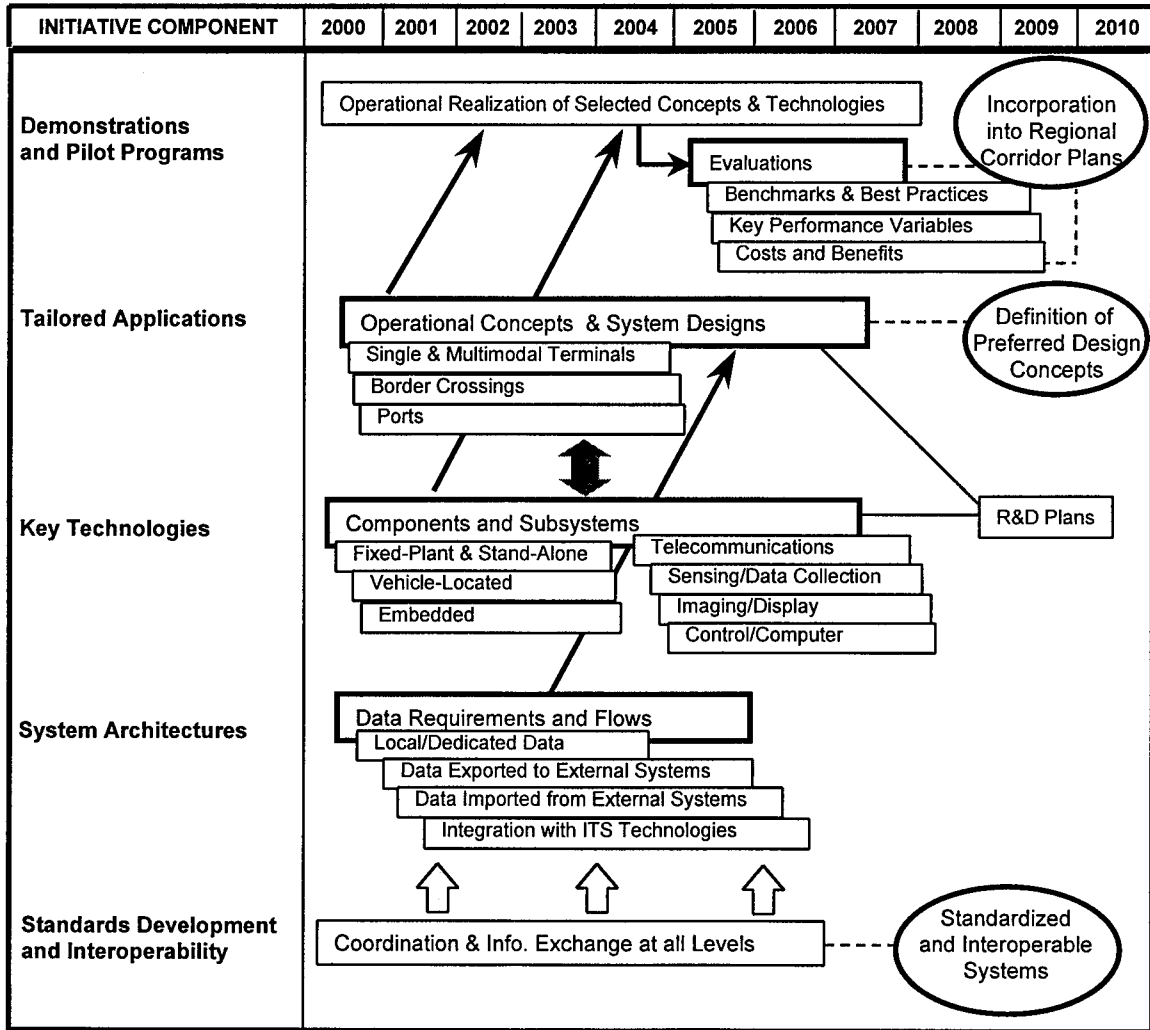 INITIATIVE COMPONENT 2000 2001 2002 2003 2004 2005 2006 2007 2008 2009 2010
Demonstrations
and Pilot Programs
Operational Realization of Selected Concepts & Technologies
Evaluations
Benchmarks & Best Practices
Key Performance Variables
Costs and Benefits
Incorporation
into Regional
Corridor Plans
Tailored Applications
Operational Concepts & System Designs
Single & Multimodal Terminals
Border Crossings
Ports
Definition of
Preferred Design
Concepts
Key Technologies
Components and Subsystems
Fixed-Plant & Stand-Alone
Vehicle-Located
Embedded
Telecommunications
Sensing/Data Collection
Imaging/Display
Control/Computer
R&D Plans
System Architectures
Data Requirements and Flows
Local/Dedicated Data
Data Exported to External Systems
Data Imported from External Systems
Integration with ITS Technologies
Standards Development
and Interoperability
Coordination & Info. Exchange at all Levels
Standardized
and Interoperable
Systems